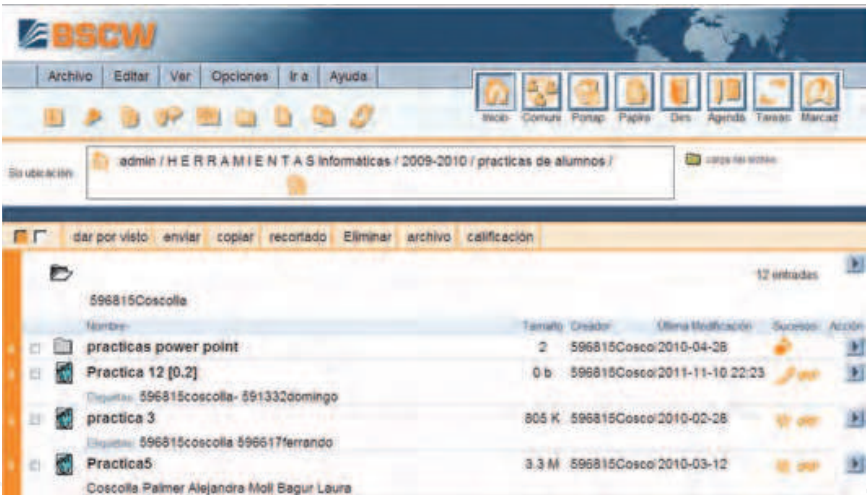 BSCW
Archivo Editar Ver Opciones Ir a Ayuda
Inicio Comuni Portap Papire Dirs Agenda Tareas Marcad
Su ubicación
admin / H E R R A M I E N T A S Informáticas / 2009-2010 / practicas de alumnos /
dar por visto enviar copiar recortado Eliminar archivo calificación
12 entradas
596815Coscolla
Nombre Tamaño Creador Última Modificación Sucesos Acción
practicas power point 2 596815Cosco 2010-04-28
Practica 12 [0.2] 0 b 596815Cosco 2011-11-10 22:23
Etiquetas: 596815coscolla- 591332domingo
practica 3 805 K 596815Cosco 2010-02-28
Etiquetas: 596815coscolla 596617ferrando
Practica5 3.3 M 596815Cosco 2010-03-12
Coscolla Palmer Alejandra Moll Bagur Laura